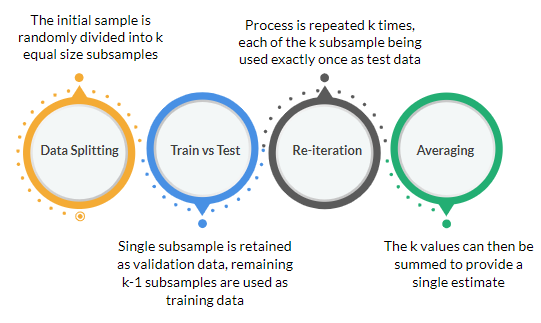 The initial sample is
randomly divided into k
equal size subsamples
Process is repeated k times,
each of the k subsample being
used exactly once as test data
Data Splitting
Train vs Test
Re-iteration
Averaging
Single subsample is retained
as validation data, remaining
k-1 subsamples are used as
training data
The k values can then be
summed to provide a
single estimate